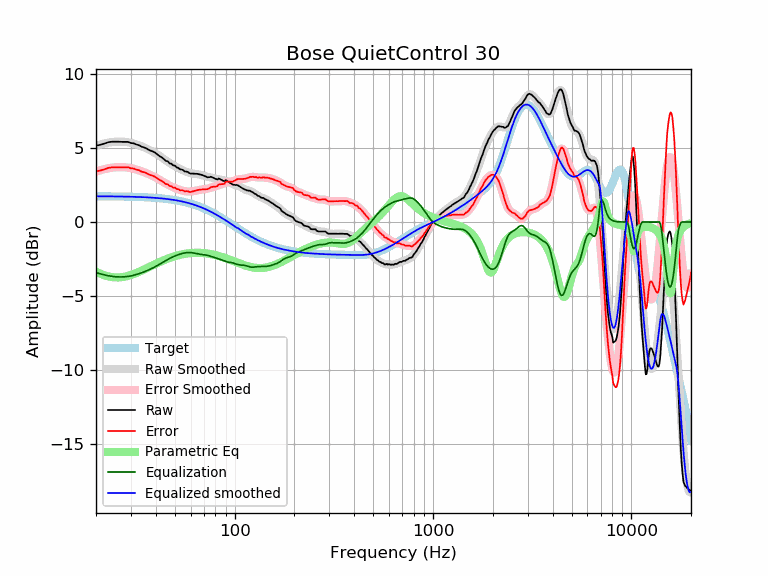 Bose QuietControl 30
10
5
0
−5
−10
−15
Amplitude (dBr)
Target
Raw Smoothed
Error Smoothed
Raw
Error
Parametric Eq
Equalization
Equalized smoothed
100
1000
10000
Frequency (Hz)